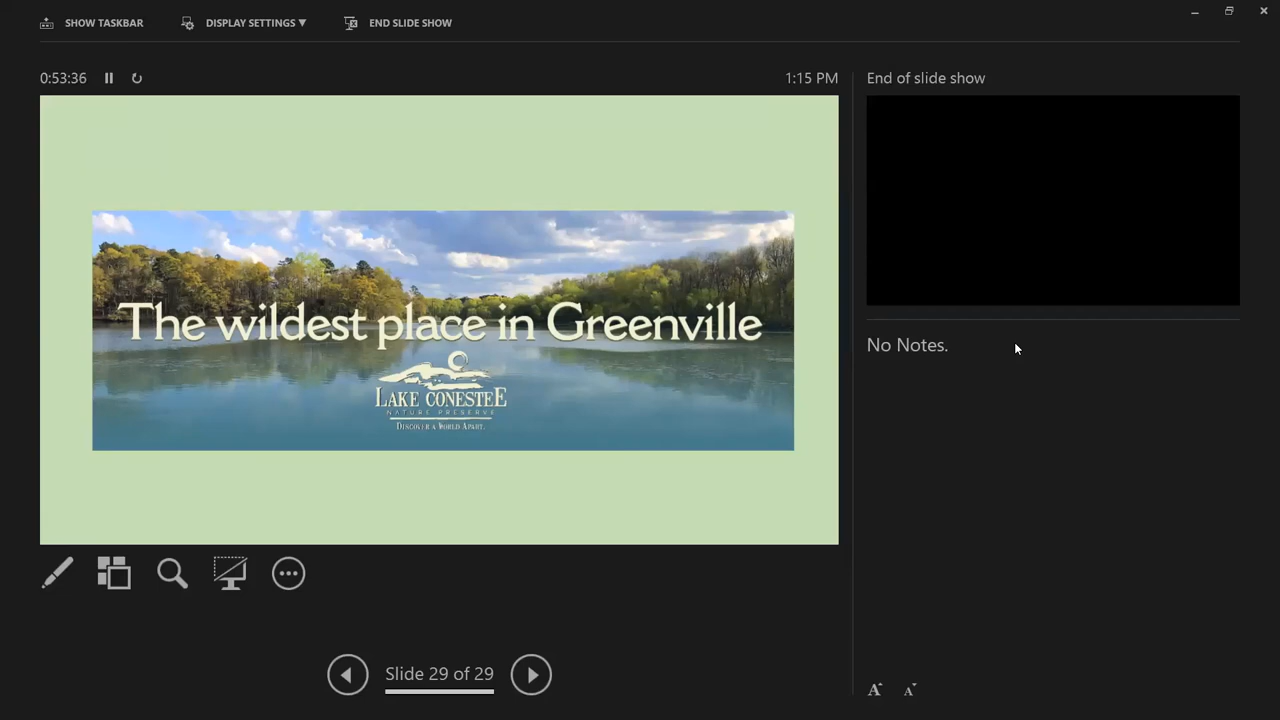 SHOW TASKBAR
DISPLAY SETTINGS ▼
END SLIDE SHOW
0:53:36
1:15 PM
End of slide show
The wildest place in Greenville
LAKE CONESTEE
NATURE PRESERVE
DISCOVER A WORLD APART.
No Notes.
Slide 29 of 29
A A